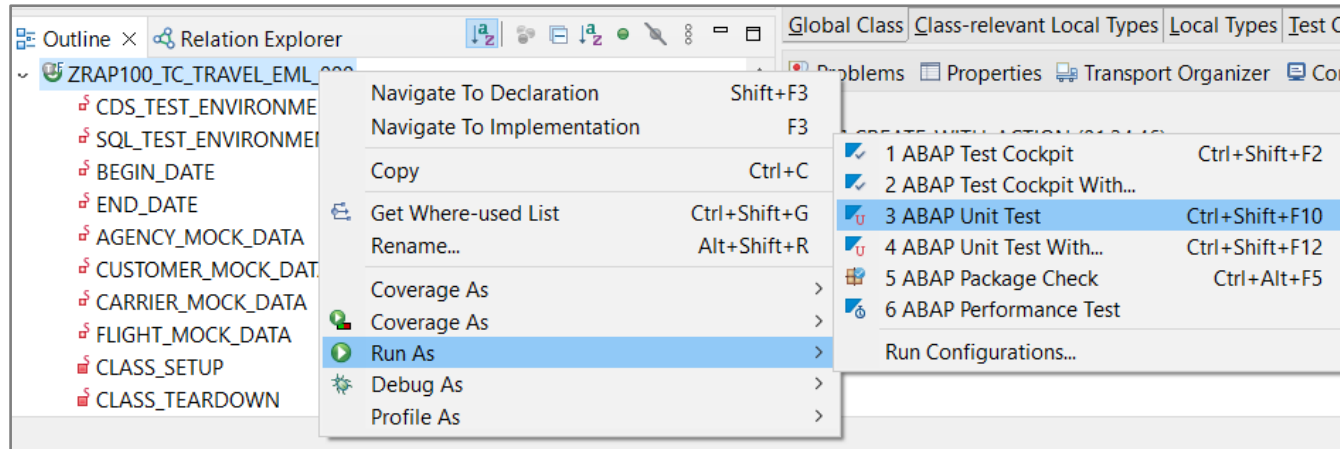 Outline
Relation Explorer
ZRAP100_TC_TRAVEL_EML_
CDS_TEST_ENVIRONME
SQL_TEST_ENVIRONME
BEGIN_DATE
END_DATE
AGENCY_MOCK_DATA
CUSTOMER_MOCK_DAT
CARRIER_MOCK_DATA
FLIGHT_MOCK_DATA
CLASS_SETUP
CLASS_TEARDOWN
Navigate To Declaration Shift+F3
Navigate To Implementation F3
Copy Ctrl+C
Get Where-used List Ctrl+Shift+G
Rename... Alt+Shift+R
Coverage As
Coverage As
Run As
Debug As
Profile As
Global Class Class-relevant Local Types Local Types Test C
Problems Properties Transport Organizer Co
1 ABAP Test Cockpit Ctrl+Shift+F2
2 ABAP Test Cockpit With...
3 ABAP Unit Test Ctrl+Shift+F10
4 ABAP Unit Test With... Ctrl+Shift+F12
5 ABAP Package Check Ctrl+Alt+F5
6 ABAP Performance Test
Run Configurations...